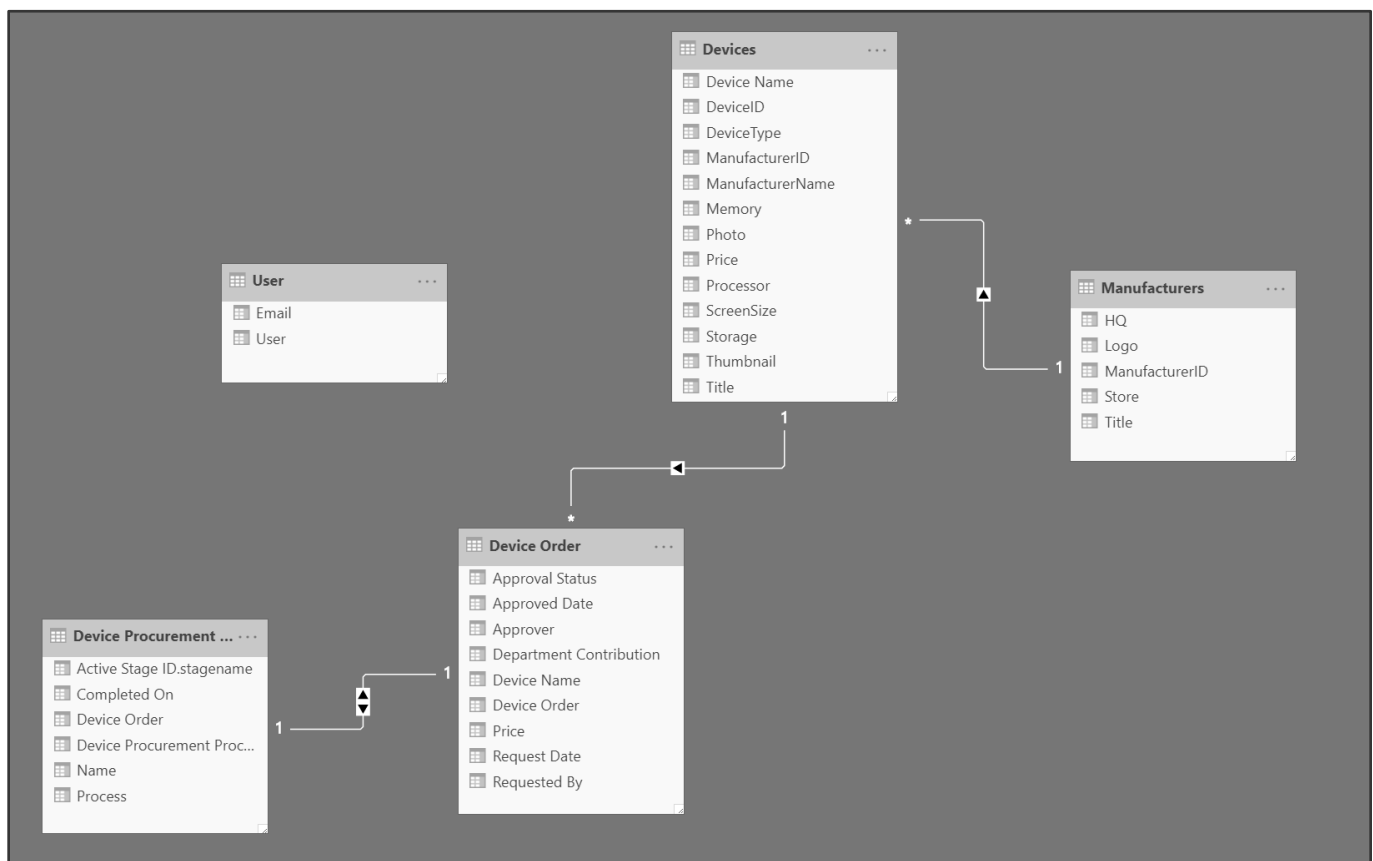 Devices
Device Name
DeviceID
DeviceType
ManufacturerID
ManufacturerName
Memory
Photo
Price
Processor
ScreenSize
Storage
Thumbnail
Title
*
1
Manufacturers
HQ
Logo
ManufacturerID
Store
Title
1
User
Email
User
*
Device Order
Approval Status
Approved Date
Approver
Department Contribution
Device Name
Device Order
Price
Request Date
Requested By
1
1
Device Procurement ...
Active Stage ID.stagename
Completed On
Device Order
Device Procurement Proc...
Name
Process